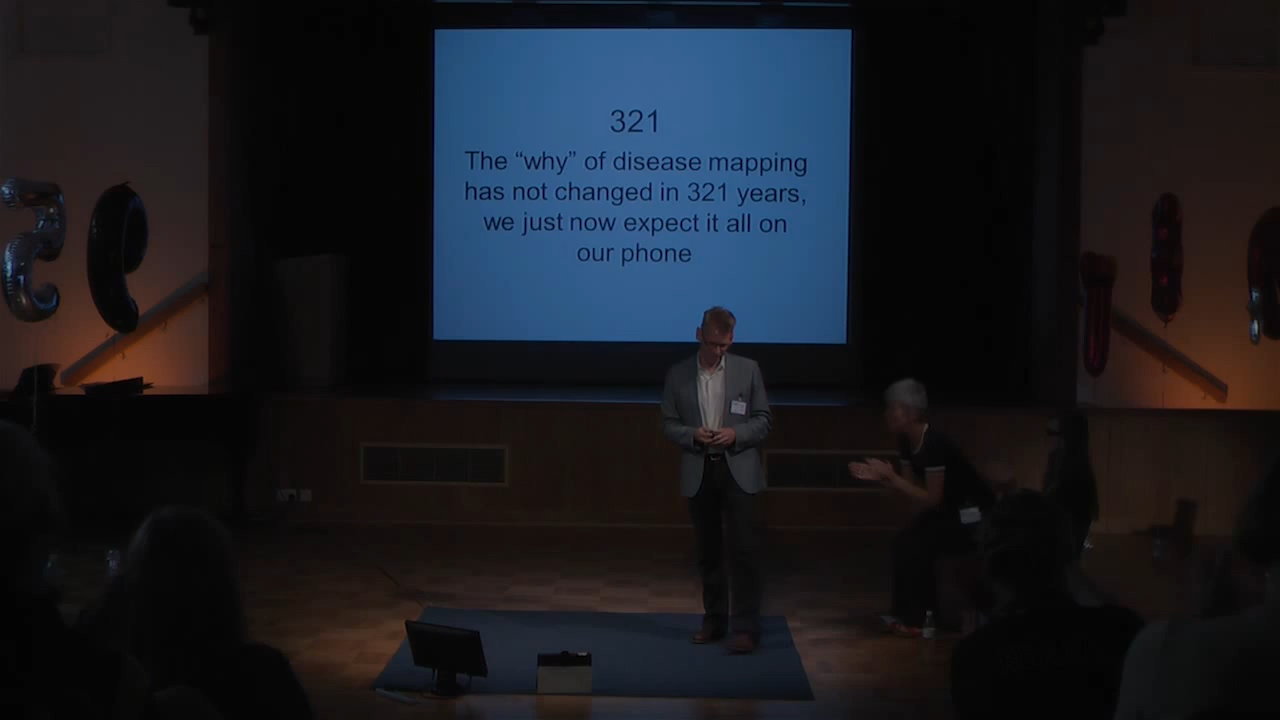 321
The “why” of disease mapping
has not changed in 321 years,
we just now expect it all on
our phone